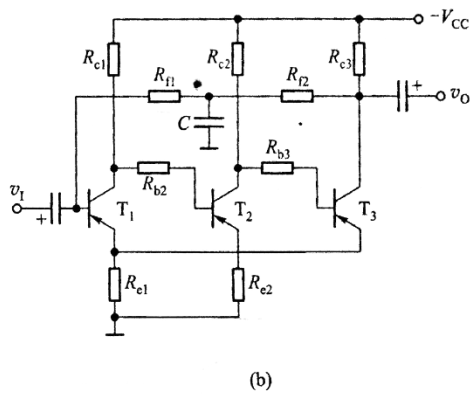 −V_CC
R_c1
R_c2
R_c3
R_f1
R_f2
+
v_O
C
R_b2
R_b3
v_I
+
T_1
T_2
T_3
R_e1
R_e2
(b)